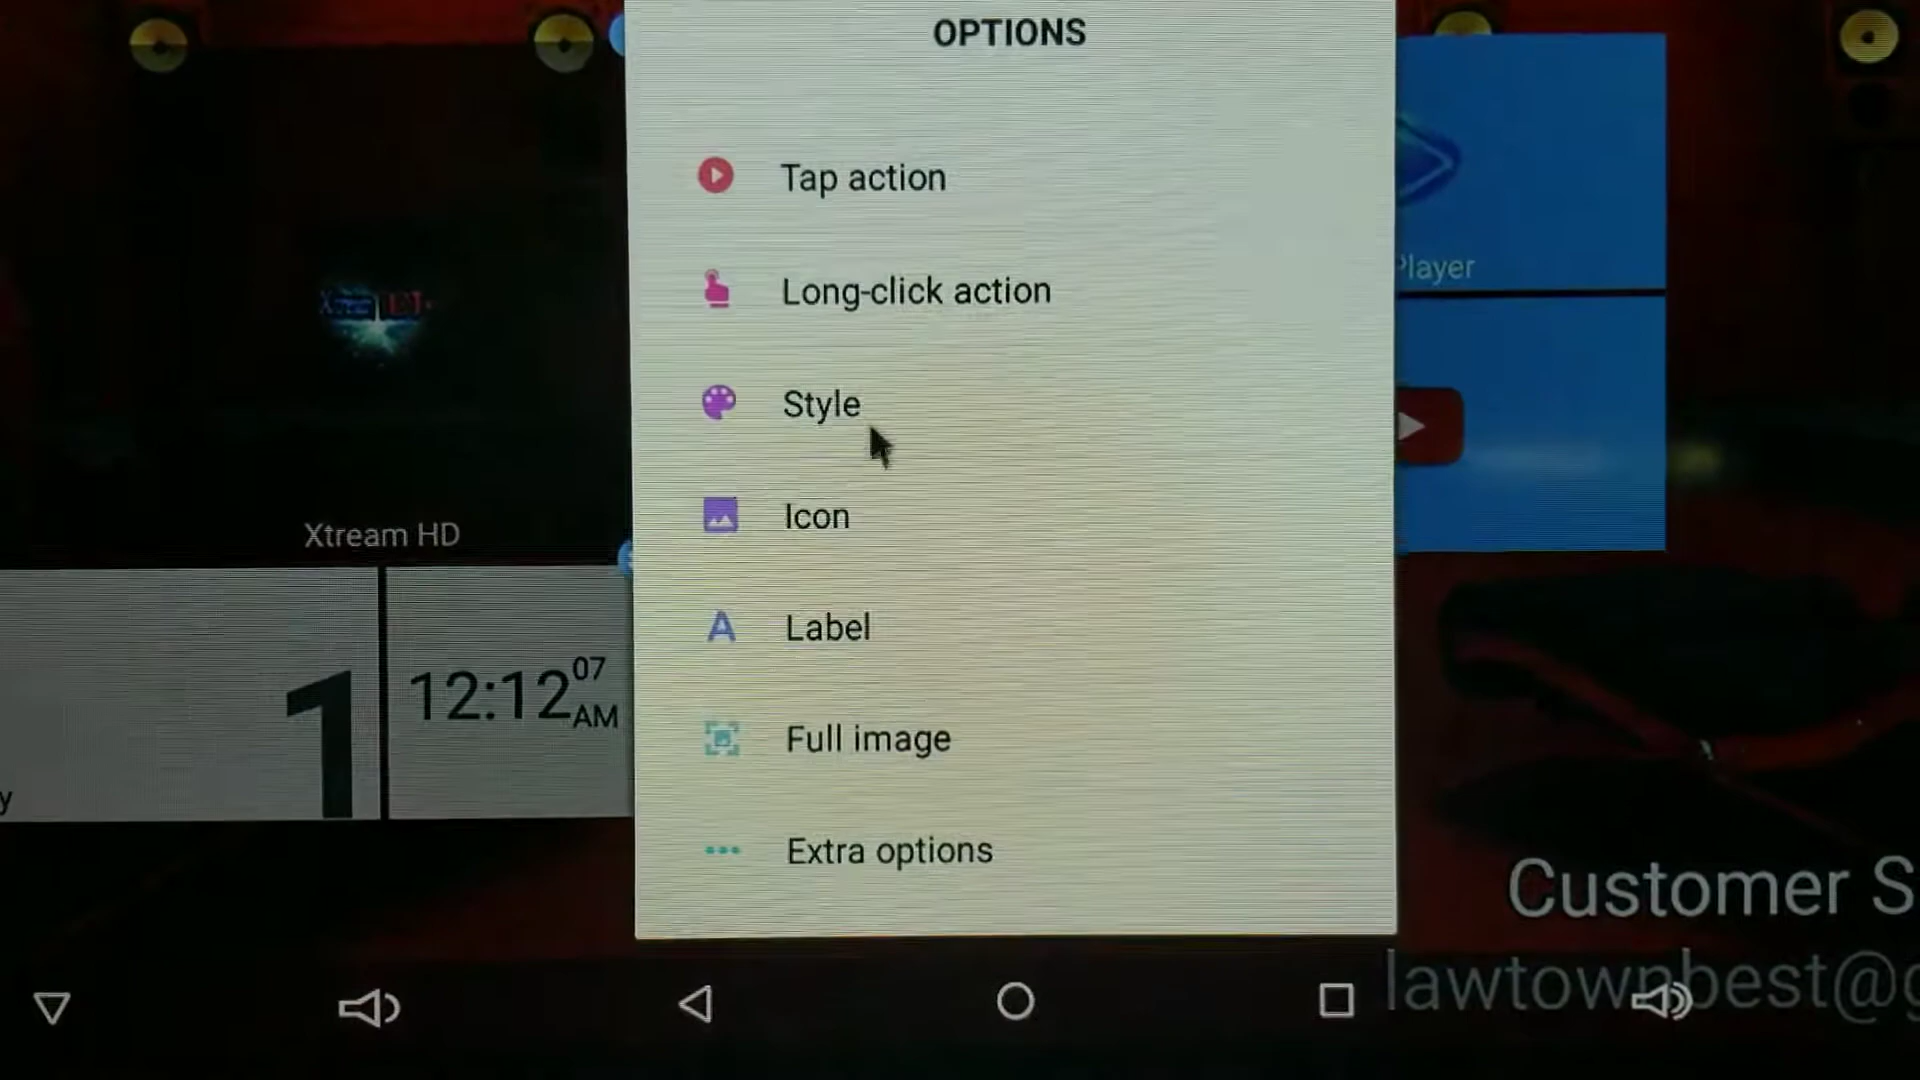 OPTIONS
Tap action
Long-click action
Style
Icon
Label
Full image
Extra options
Xtream HD
Player
y
1
12:12
07
AM
Customer S
lawtownbest@g